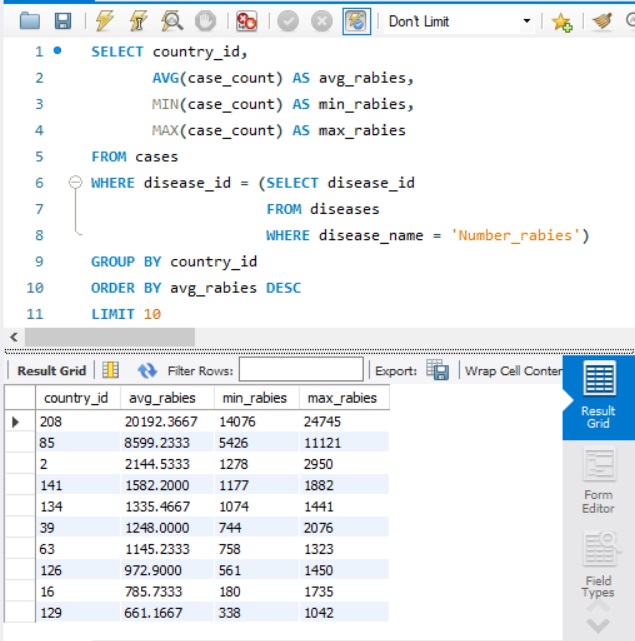 Don't Limit
1 SELECT country_id,
2 AVG(case_count) AS avg_rabies,
3 MIN(case_count) AS min_rabies,
4 MAX(case_count) AS max_rabies
5 FROM cases
6 WHERE disease_id = (SELECT disease_id
7 FROM diseases
8 WHERE disease_name = 'Number_rabies')
9 GROUP BY country_id
10 ORDER BY avg_rabies DESC
11 LIMIT 10
Result Grid Filter Rows: Export: Wrap Cell Conten
country_id avg_rabies min_rabies max_rabies
208 20192.3667 14076 24745
85 8599.2333 5426 11121
2 2144.5333 1278 2950
141 1582.2000 1177 1882
134 1335.4667 1074 1441
39 1248.0000 744 2076
63 1145.2333 758 1323
126 972.9000 561 1450
16 785.7333 180 1735
129 661.1667 338 1042
Result
Grid
Form
Editor
Field
Types